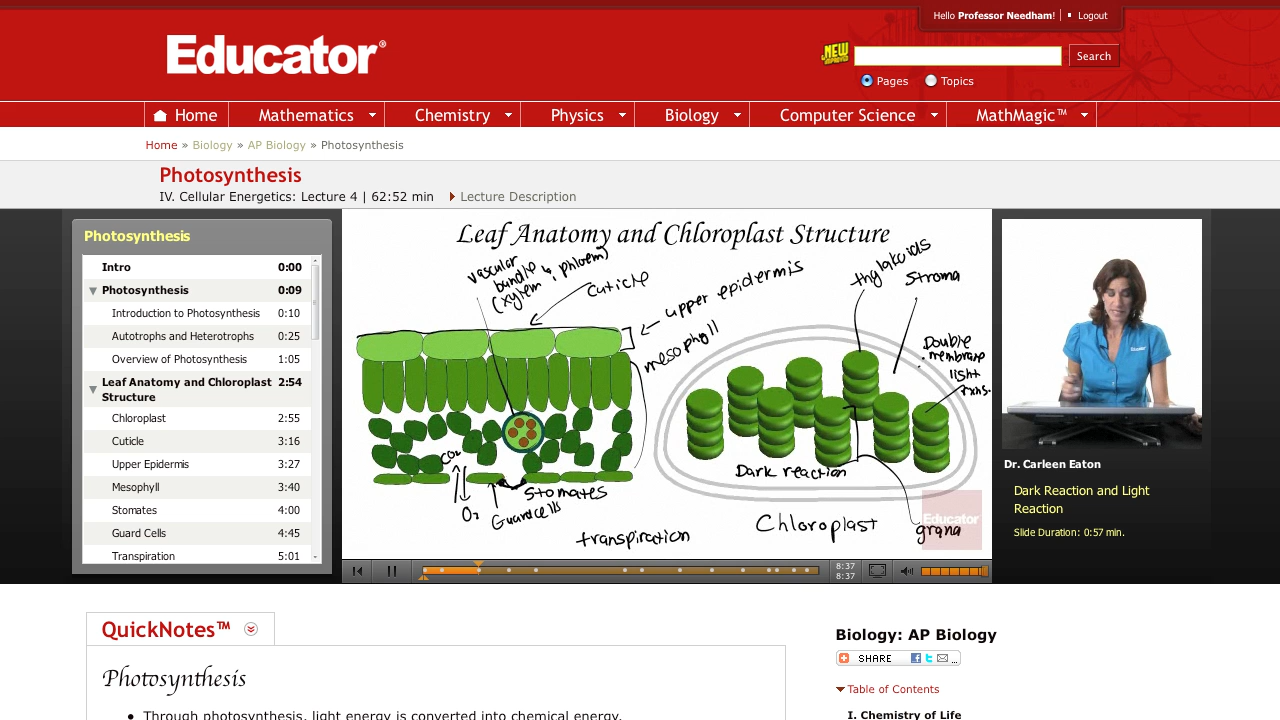 Hello Professor Needham! Logout
Educator®
NEW
Search
Pages Topics
Home Mathematics Chemistry Physics Biology Computer Science MathMagic™
Home » Biology » AP Biology » Photosynthesis
Photosynthesis
IV. Cellular Energetics: Lecture 4 | 62:52 min Lecture Description
Photosynthesis
Intro 0:00
Photosynthesis 0:09
Introduction to Photosynthesis 0:10
Autotrophs and Heterotrophs 0:25
Overview of Photosynthesis 1:05
Leaf Anatomy and Chloroplast 2:54
Structure
Chloroplast 2:55
Cuticle 3:16
Upper Epidermis 3:27
Mesophyll 3:40
Stomates 4:00
Guard Cells 4:45
Transpiration 5:01
Leaf Anatomy and Chloroplast Structure
vascular
bundle
(xylem & phloem)
cuticle
upper epidermis
mesophyll
thylakoids
stroma
Double
membrane
light
rxns.
CO2
O2
Stomates
Guard cells
transpiration
Dark reaction
Chloroplast
grana
Educator
8:37
8:37
Educator
Dr. Carleen Eaton
Dark Reaction and Light
Reaction
Slide Duration: 0:57 min.
QuickNotes™
Photosynthesis
• Through photosynthesis, light energy is converted into chemical energy.
Biology: AP Biology
SHARE
Table of Contents
I. Chemistry of Life